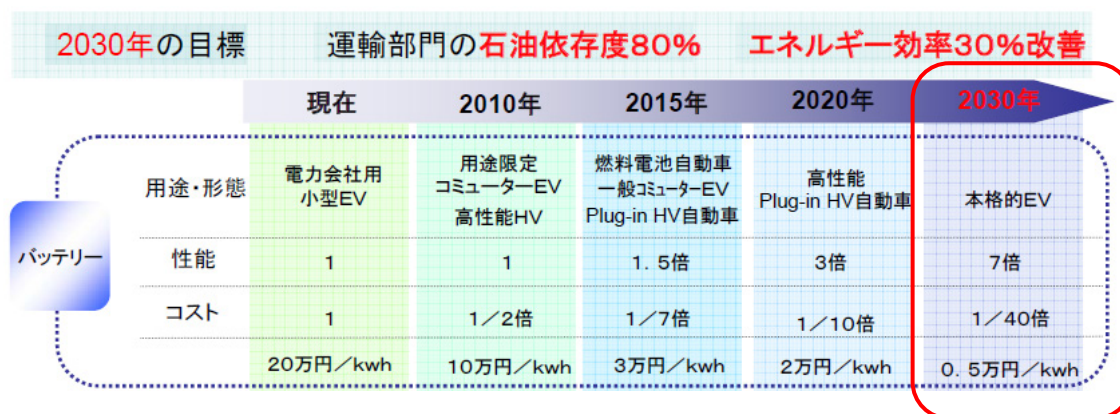 2030年の目標 運輸部門の石油依存度80% エネルギー効率30%改善
現在 2010年 2015年 2020年 2030年
バッテリー
用途・形態
電力会社用
小型EV
用途限定
コミューターEV
高性能HV
燃料電池自動車
一般コミューターEV
Plug-in HV自動車
高性能
Plug-in HV自動車
本格的EV
性能 1 1 1.5倍 3倍 7倍
コスト 1 1/2倍 1/7倍 1/10倍 1/40倍
20万円/kwh 10万円/kwh 3万円/kwh 2万円/kwh 0.5万円/kwh